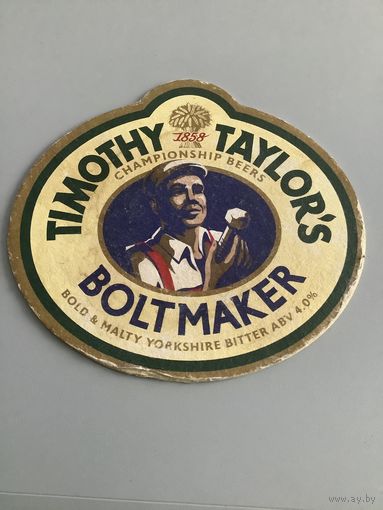 TIMOTHY TAYLOR'S
1858
CHAMPIONSHIP BEERS
BOLTMAKER
BOLD & MALTY YORKSHIRE BITTER ABV 4.0%
www.ay.by